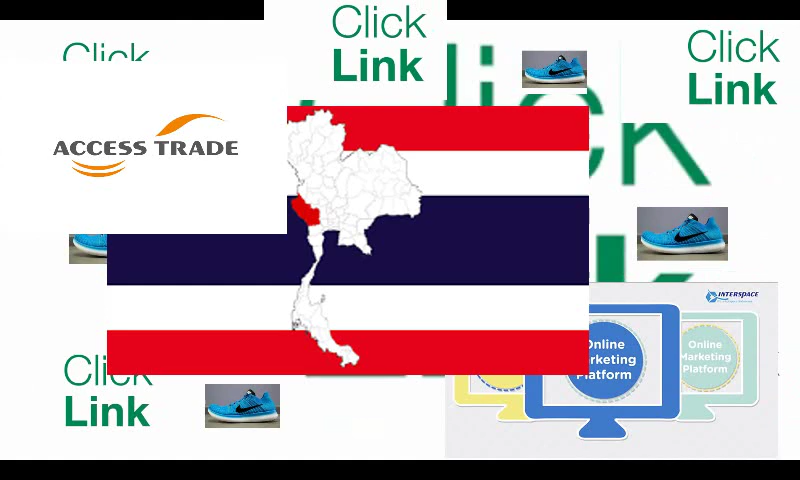 Click
Link
Click
Link
Click
ACCESS TRADE
Click
Link
INTERSPACE
Online
Marketing
Platform
Online
Marketing
Platform